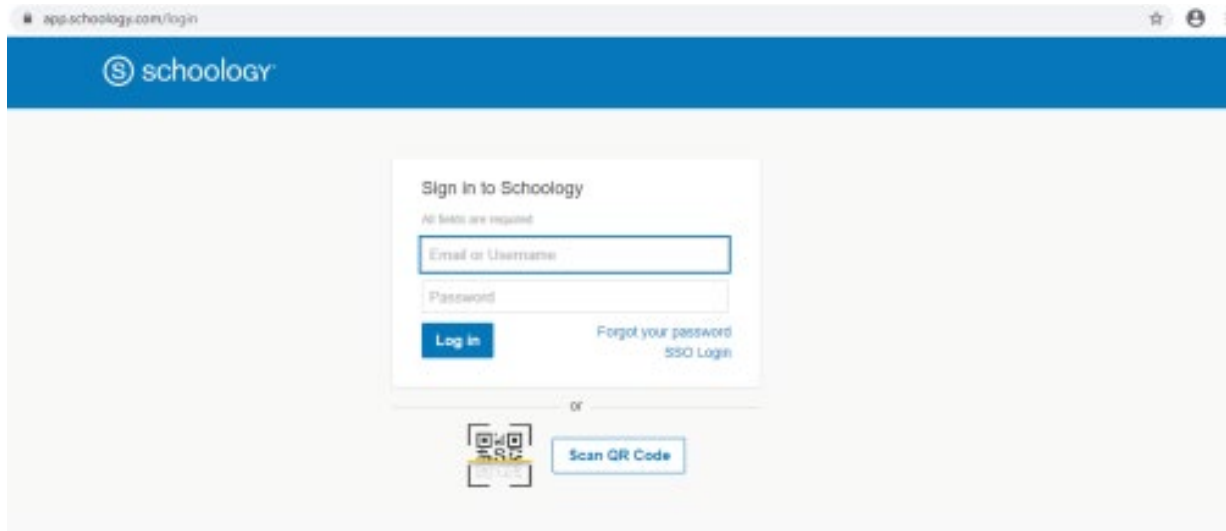 app.schoology.com/login
S schoology
Sign in to Schoology
All fields are required
Email or Username
Password
Log in
Forgot your password
SSO Login
or
Scan QR Code